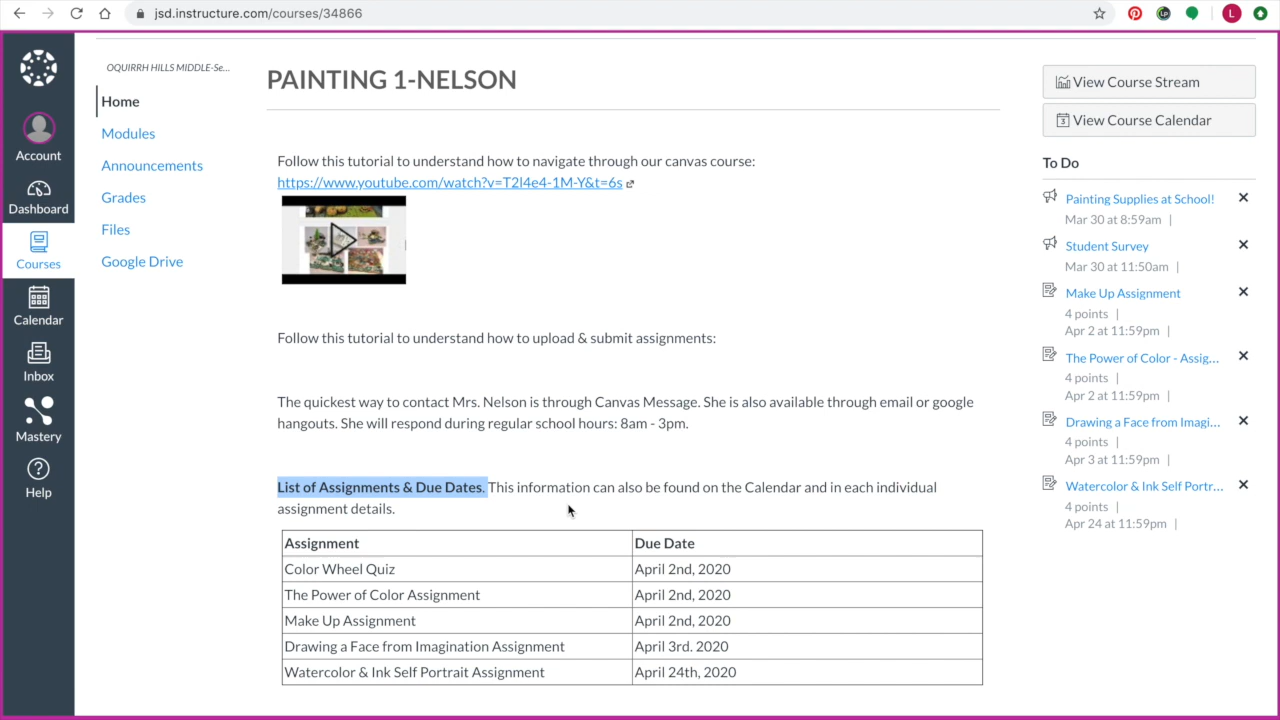 jsd.instructure.com/courses/34866
L
Account
Dashboard
Courses
Calendar
Inbox
Mastery
Help
OQUIRRH HILLS MIDDLE-Se...
Home
Modules
Announcements
Grades
Files
Google Drive
PAINTING 1-NELSON
Follow this tutorial to understand how to navigate through our canvas course:
https://www.youtube.com/watch?v=T2I4e4-1M-Y&t=6s
Follow this tutorial to understand how to upload & submit assignments:
The quickest way to contact Mrs. Nelson is through Canvas Message. She is also available through email or google
hangouts. She will respond during regular school hours: 8am - 3pm.
List of Assignments & Due Dates. This information can also be found on the Calendar and in each individual
assignment details.
Assignment Due Date
Color Wheel Quiz April 2nd, 2020
The Power of Color Assignment April 2nd, 2020
Make Up Assignment April 2nd, 2020
Drawing a Face from Imagination Assignment April 3rd. 2020
Watercolor & Ink Self Portrait Assignment April 24th, 2020
View Course Stream
3 View Course Calendar
To Do
Painting Supplies at School!
Mar 30 at 8:59am |
Student Survey
Mar 30 at 11:50am |
Make Up Assignment
4 points |
Apr 2 at 11:59pm |
The Power of Color - Assig...
4 points |
Apr 2 at 11:59pm |
Drawing a Face from Imagi...
4 points |
Apr 3 at 11:59pm |
Watercolor & Ink Self Portr...
4 points |
Apr 24 at 11:59pm |